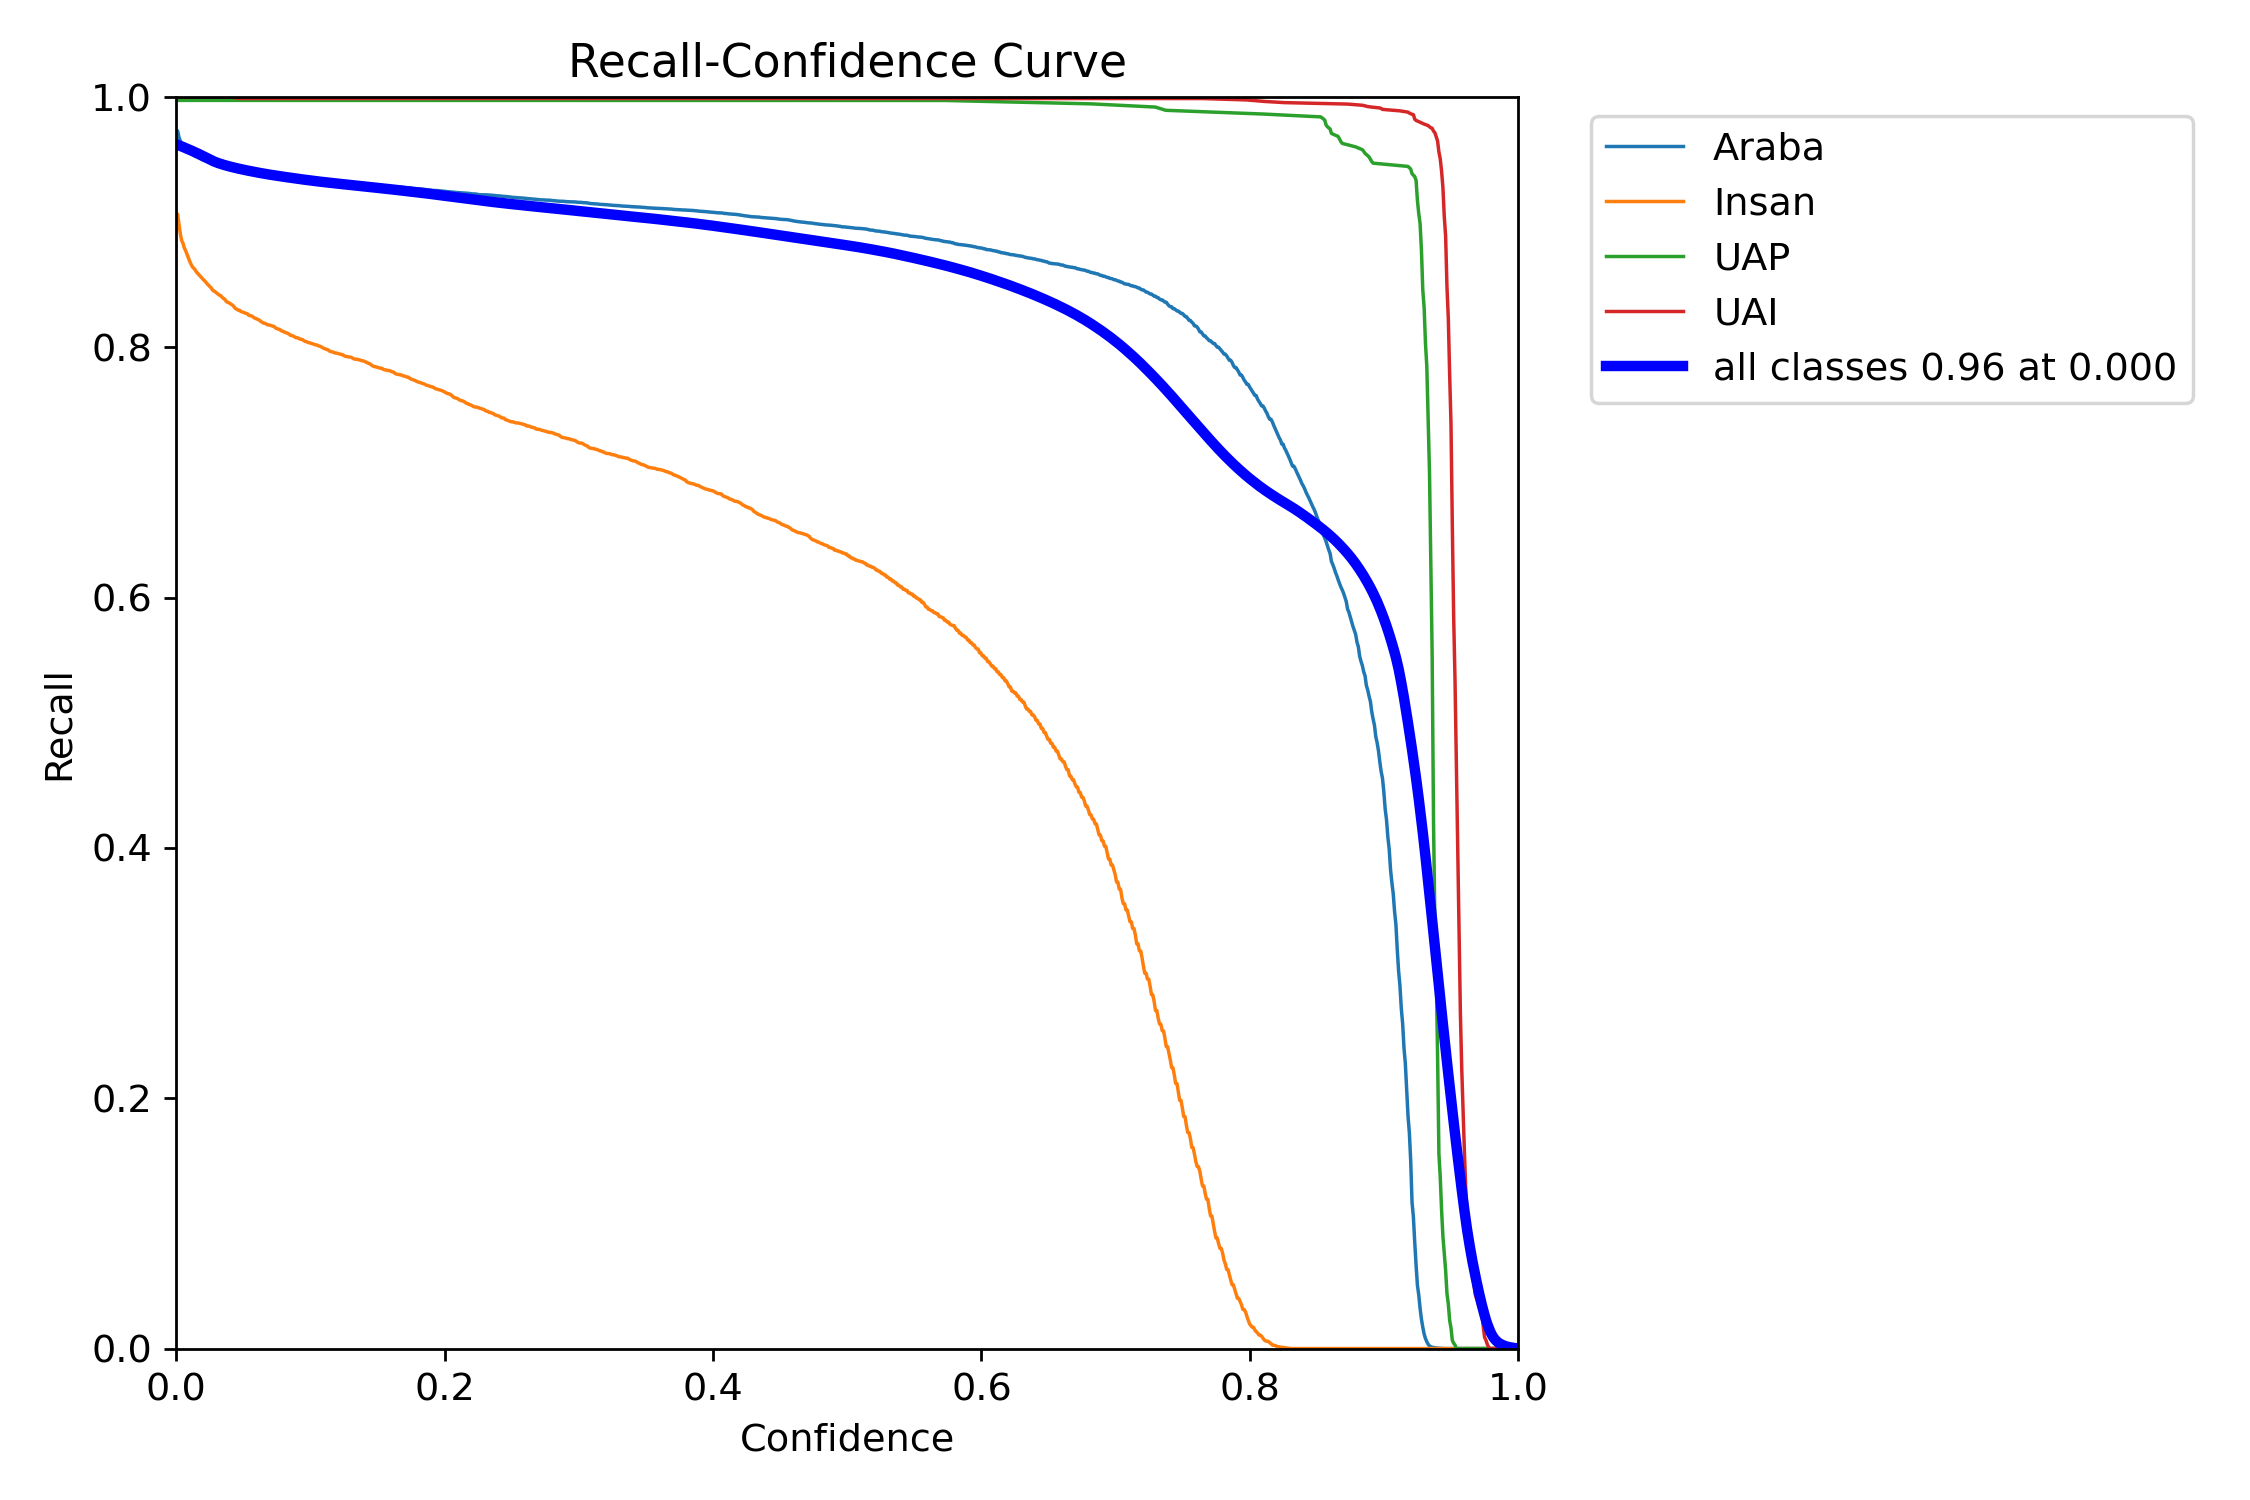 Recall-Confidence Curve
1.0
0.8
0.6
0.4
0.2
0.0
Recall
0.0 0.2 0.4 0.6 0.8 1.0
Confidence
Araba
Insan
UAP
UAI
all classes 0.96 at 0.000